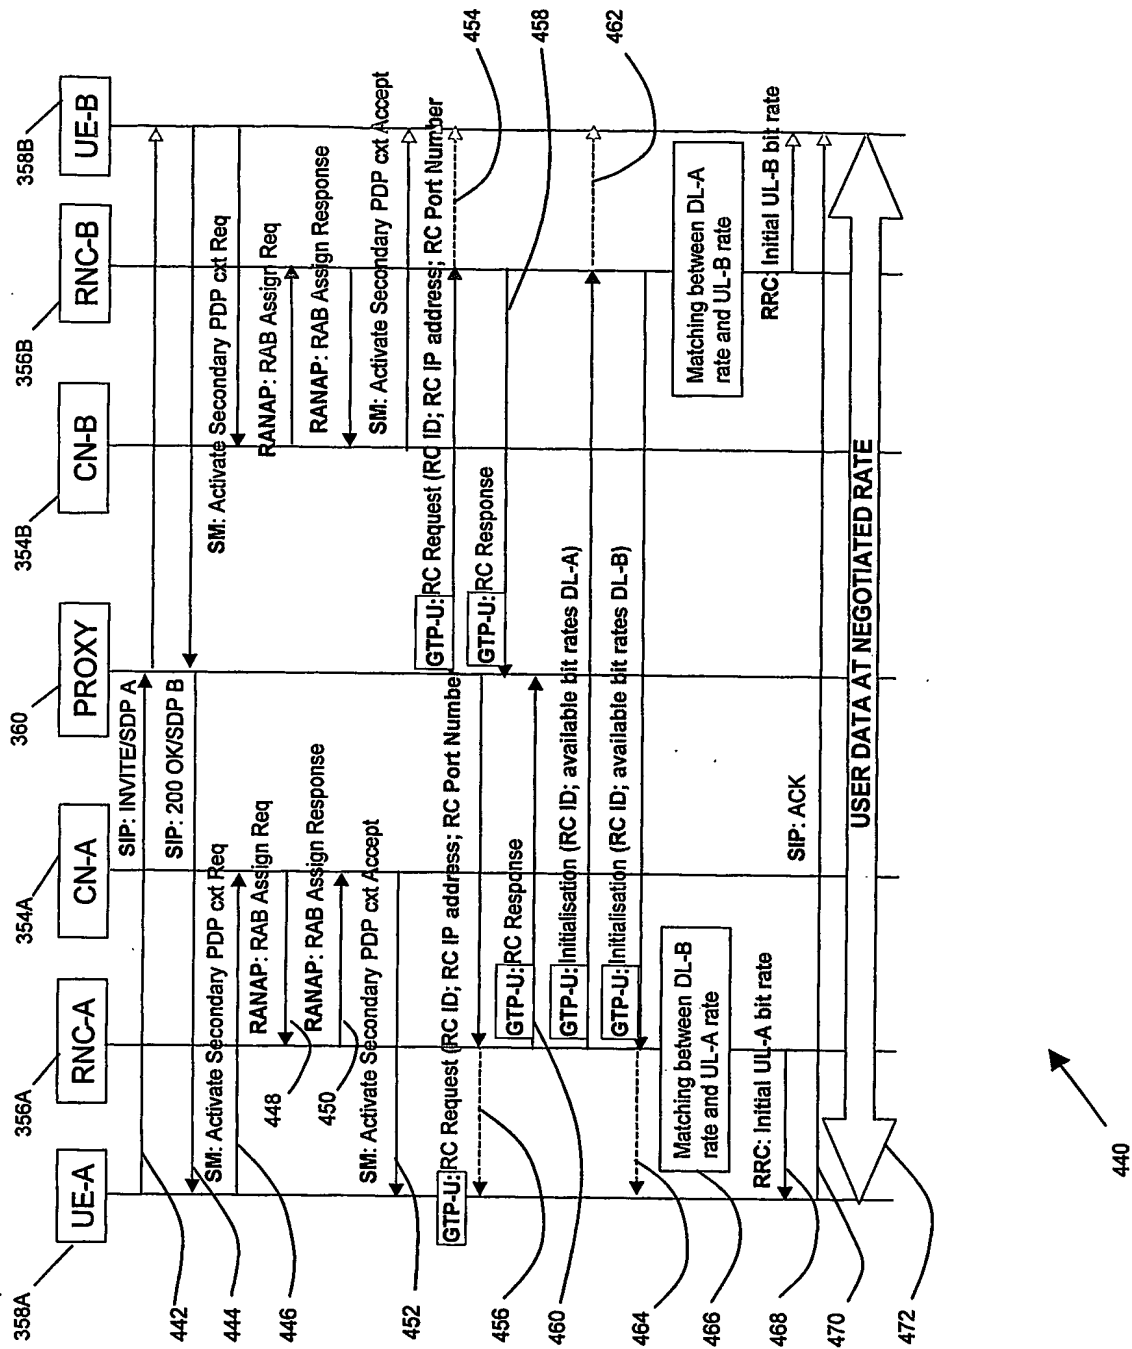 358A
UE-A
356A
RNC-A
354A
CN-A
360
PROXY
354B
CN-B
356B
RNC-B
358B
UE-B
442
SIP: INVITE/SDP A
444
SIP: 200 OK/SDP B
446
SM: Activate Secondary PDP cxt Req
SM: Activate Secondary PDP cxt Req
448
RANAP: RAB Assign Req
RANAP: RAB Assign Req
450
RANAP: RAB Assign Response
RANAP: RAB Assign Response
452
SM: Activate Secondary PDP cxt Accept
SM: Activate Secondary PDP cxt Accept
GTP-U: RC Request (RC ID; RC IP address; RC Port Number
454
GTP-U: RC Request (RC ID; RC IP address; RC Port Numbe
456
GTP-U: RC Response
458
GTP-U: RC Response
460
GTP-U: Initialisation (RC ID; available bit rates DL-A)
462
GTP-U: Initialisation (RC ID; available bit rates DL-B)
464
Matching between DL-B
rate and UL-A rate
466
Matching between DL-A
rate and UL-B rate
RRC: Initial UL-A bit rate
468
RRC: Initial UL-B bit rate
SIP: ACK
470
USER DATA AT NEGOTIATED RATE
472
440